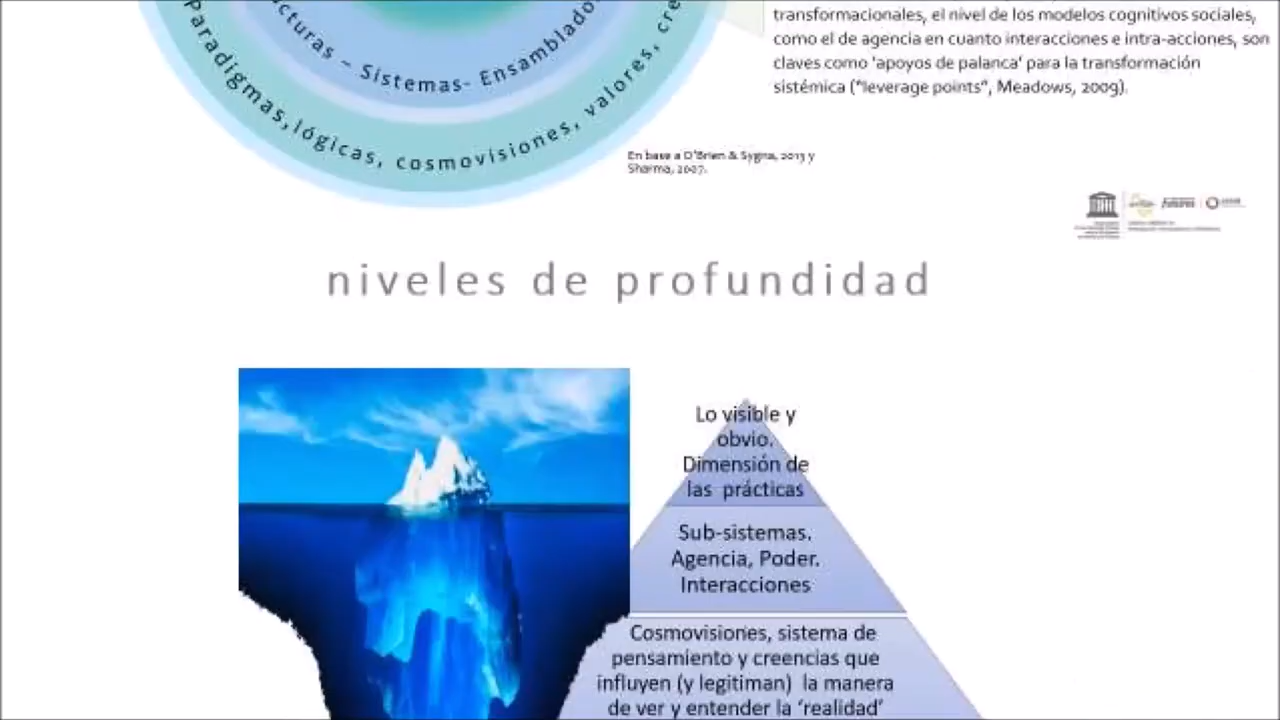 cturas – Sistemas- Ensamblado
Paradigmas, lógicas, cosmovisiones, valores, cre
transformacionales, el nivel de los modelos cognitivos sociales,
como el de agencia en cuanto interacciones e intra-acciones, son
claves como 'apoyos de palanca' para la transformación
sistémica ("leverage points", Meadows, 2009).
En base a O'Brien & Sygna, 2013 y
Sharma, 2007.
niveles de profundidad
Lo visible y
obvio.
Dimensión de
las prácticas
Sub-sistemas.
Agencia, Poder.
Interacciones
Cosmovisiones, sistema de
pensamiento y creencias que
influyen (y legitiman) la manera
de ver y entender la 'realidad'